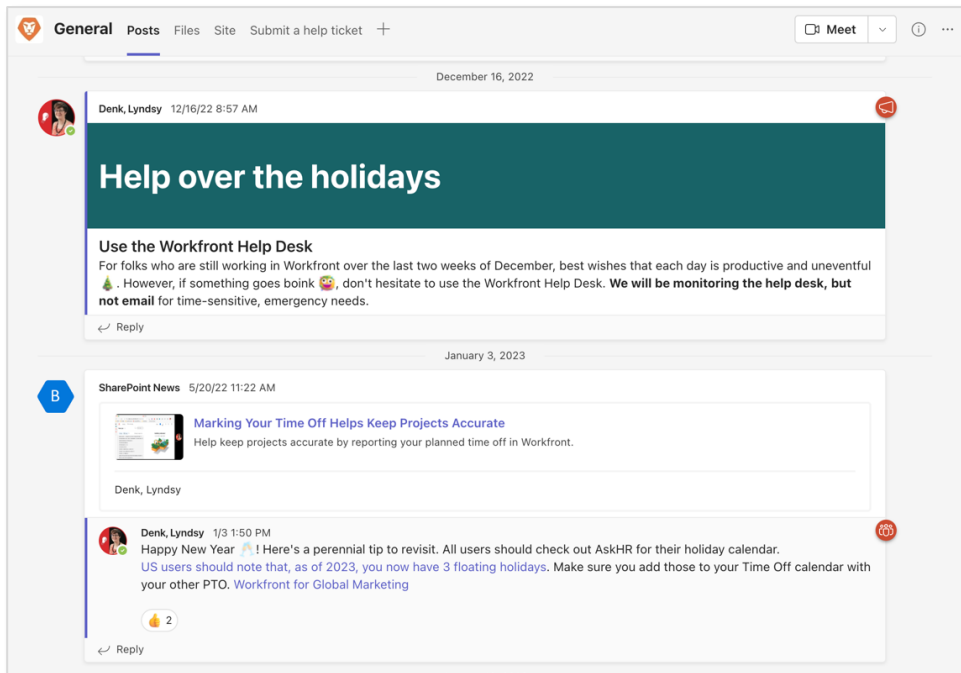 General Posts Files Site Submit a help ticket
Meet
December 16, 2022
Denk, Lyndsy 12/16/22 8:57 AM
Help over the holidays
Use the Workfront Help Desk
For folks who are still working in Workfront over the last two weeks of December, best wishes that each day is productive and uneventful
🎄. However, if something goes boink 🤪, don't hesitate to use the Workfront Help Desk. We will be monitoring the help desk, but
not email for time-sensitive, emergency needs.
Reply
January 3, 2023
B
SharePoint News 5/20/22 11:22 AM
Marking Your Time Off Helps Keep Projects Accurate
Help keep projects accurate by reporting your planned time off in Workfront.
Denk, Lyndsy
Denk, Lyndsy 1/3 1:50 PM
Happy New Year 🥂! Here's a perennial tip to revisit. All users should check out AskHR for their holiday calendar.
US users should note that, as of 2023, you now have 3 floating holidays. Make sure you add those to your Time Off calendar with
your other PTO. Workfront for Global Marketing
👍 2
Reply